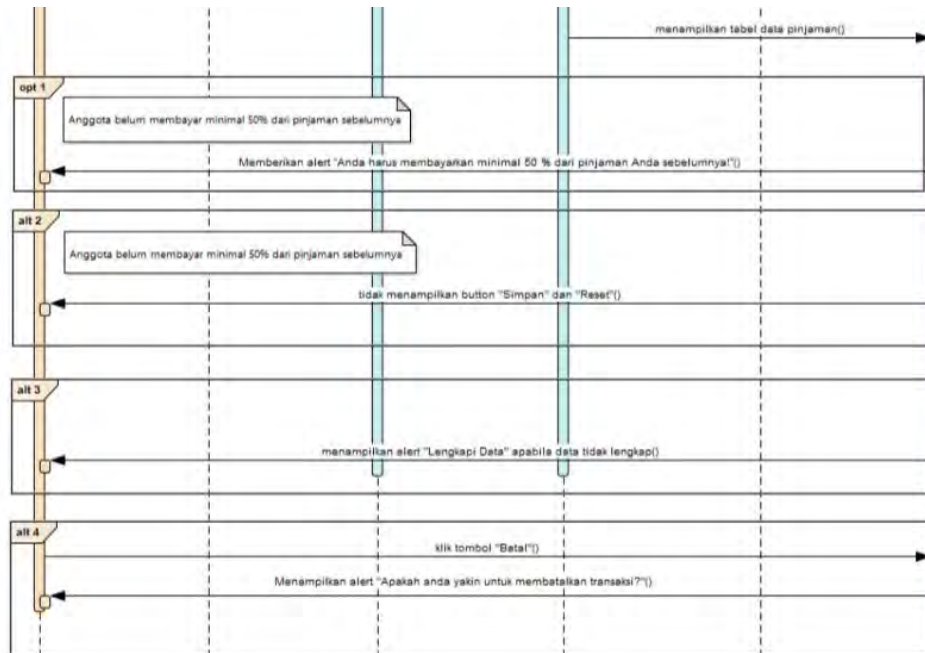 menampilkan tabel data pinjaman()
opt 1
Anggota belum membayar minimal 50% dari pinjaman sebelumnya
Memberikan alert "Anda harus membayarkan minimal 50 % dari pinjaman Anda sebelumnya!"()
alt 2
Anggota belum membayar minimal 50% dari pinjaman sebelumnya
tidak menampilkan button "Simpan" dan "Reset"()
alt 3
menampilkan alert "Lengkapi Data" apabila data tidak lengkap()
alt 4
klik tombol "Batal"()
Menampilkan alert "Apakah anda yakin untuk membatalkan transaksi?"()